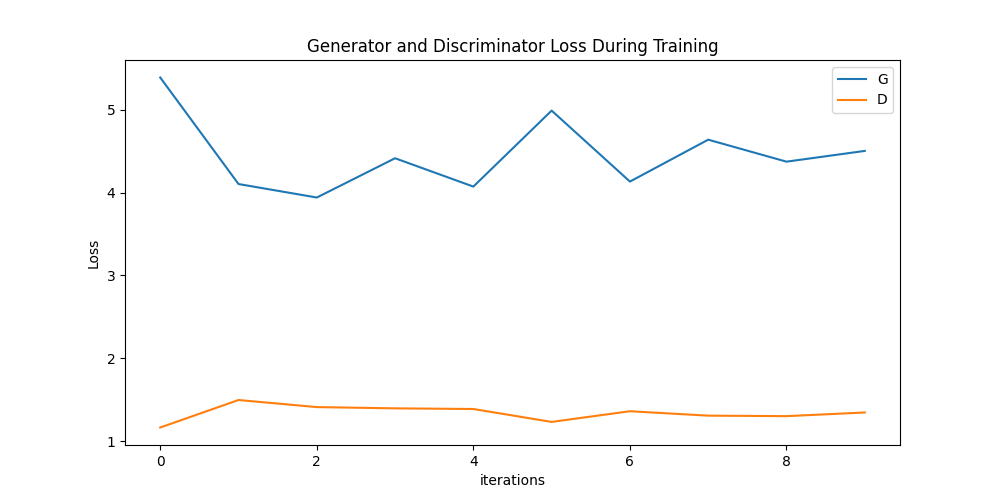 Generator and Discriminator Loss During Training
G
D
5
4
3
2
1
Loss
0 2 4 6 8
iterations